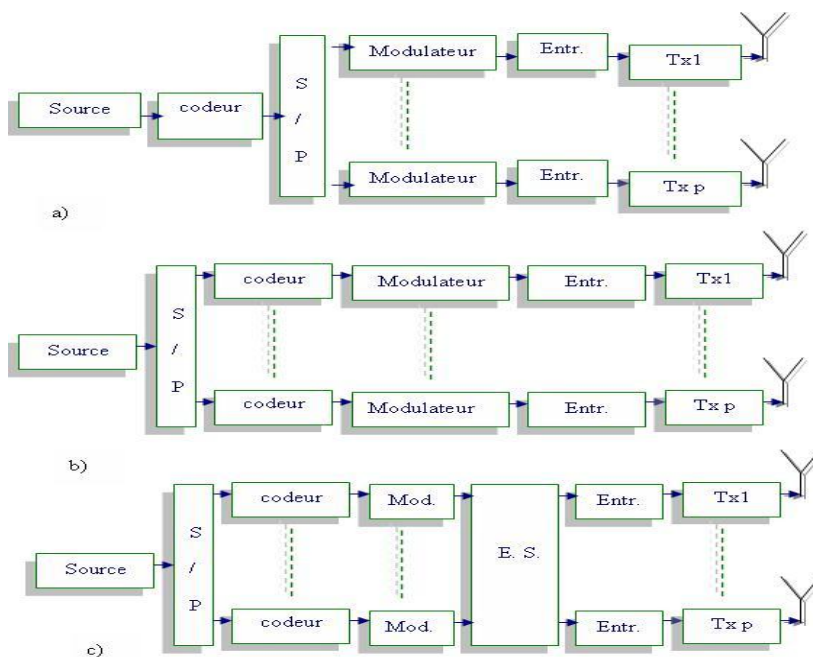 Source
codeur
S
/
P
Modulateur
Entr.
Tx1
Modulateur
Entr.
Tx p
a)
Source
S
/
P
codeur
Modulateur
Entr.
Tx1
codeur
Modulateur
Entr.
Tx p
b)
Source
S
/
P
codeur
Mod.
E. S.
Entr.
Tx1
codeur
Mod.
Entr.
Tx p
c)